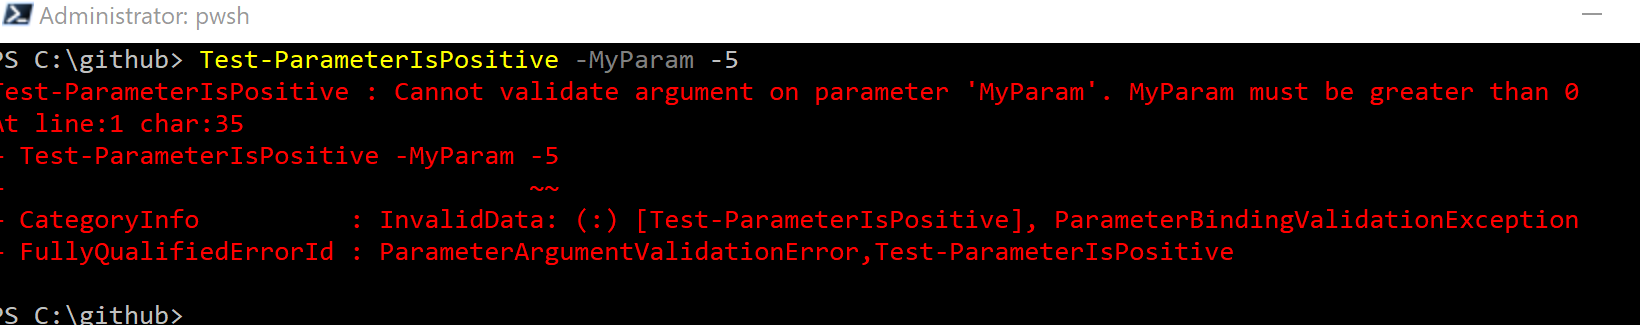 Administrator: pwsh
PS C:\github> Test-ParameterIsPositive -MyParam -5
Test-ParameterIsPositive : Cannot validate argument on parameter 'MyParam'. MyParam must be greater than 0
At line:1 char:35
+ Test-ParameterIsPositive -MyParam -5
+ ~~
+ CategoryInfo : InvalidData: (:) [Test-ParameterIsPositive], ParameterBindingValidationException
+ FullyQualifiedErrorId : ParameterArgumentValidationError,Test-ParameterIsPositive
PS C:\github>